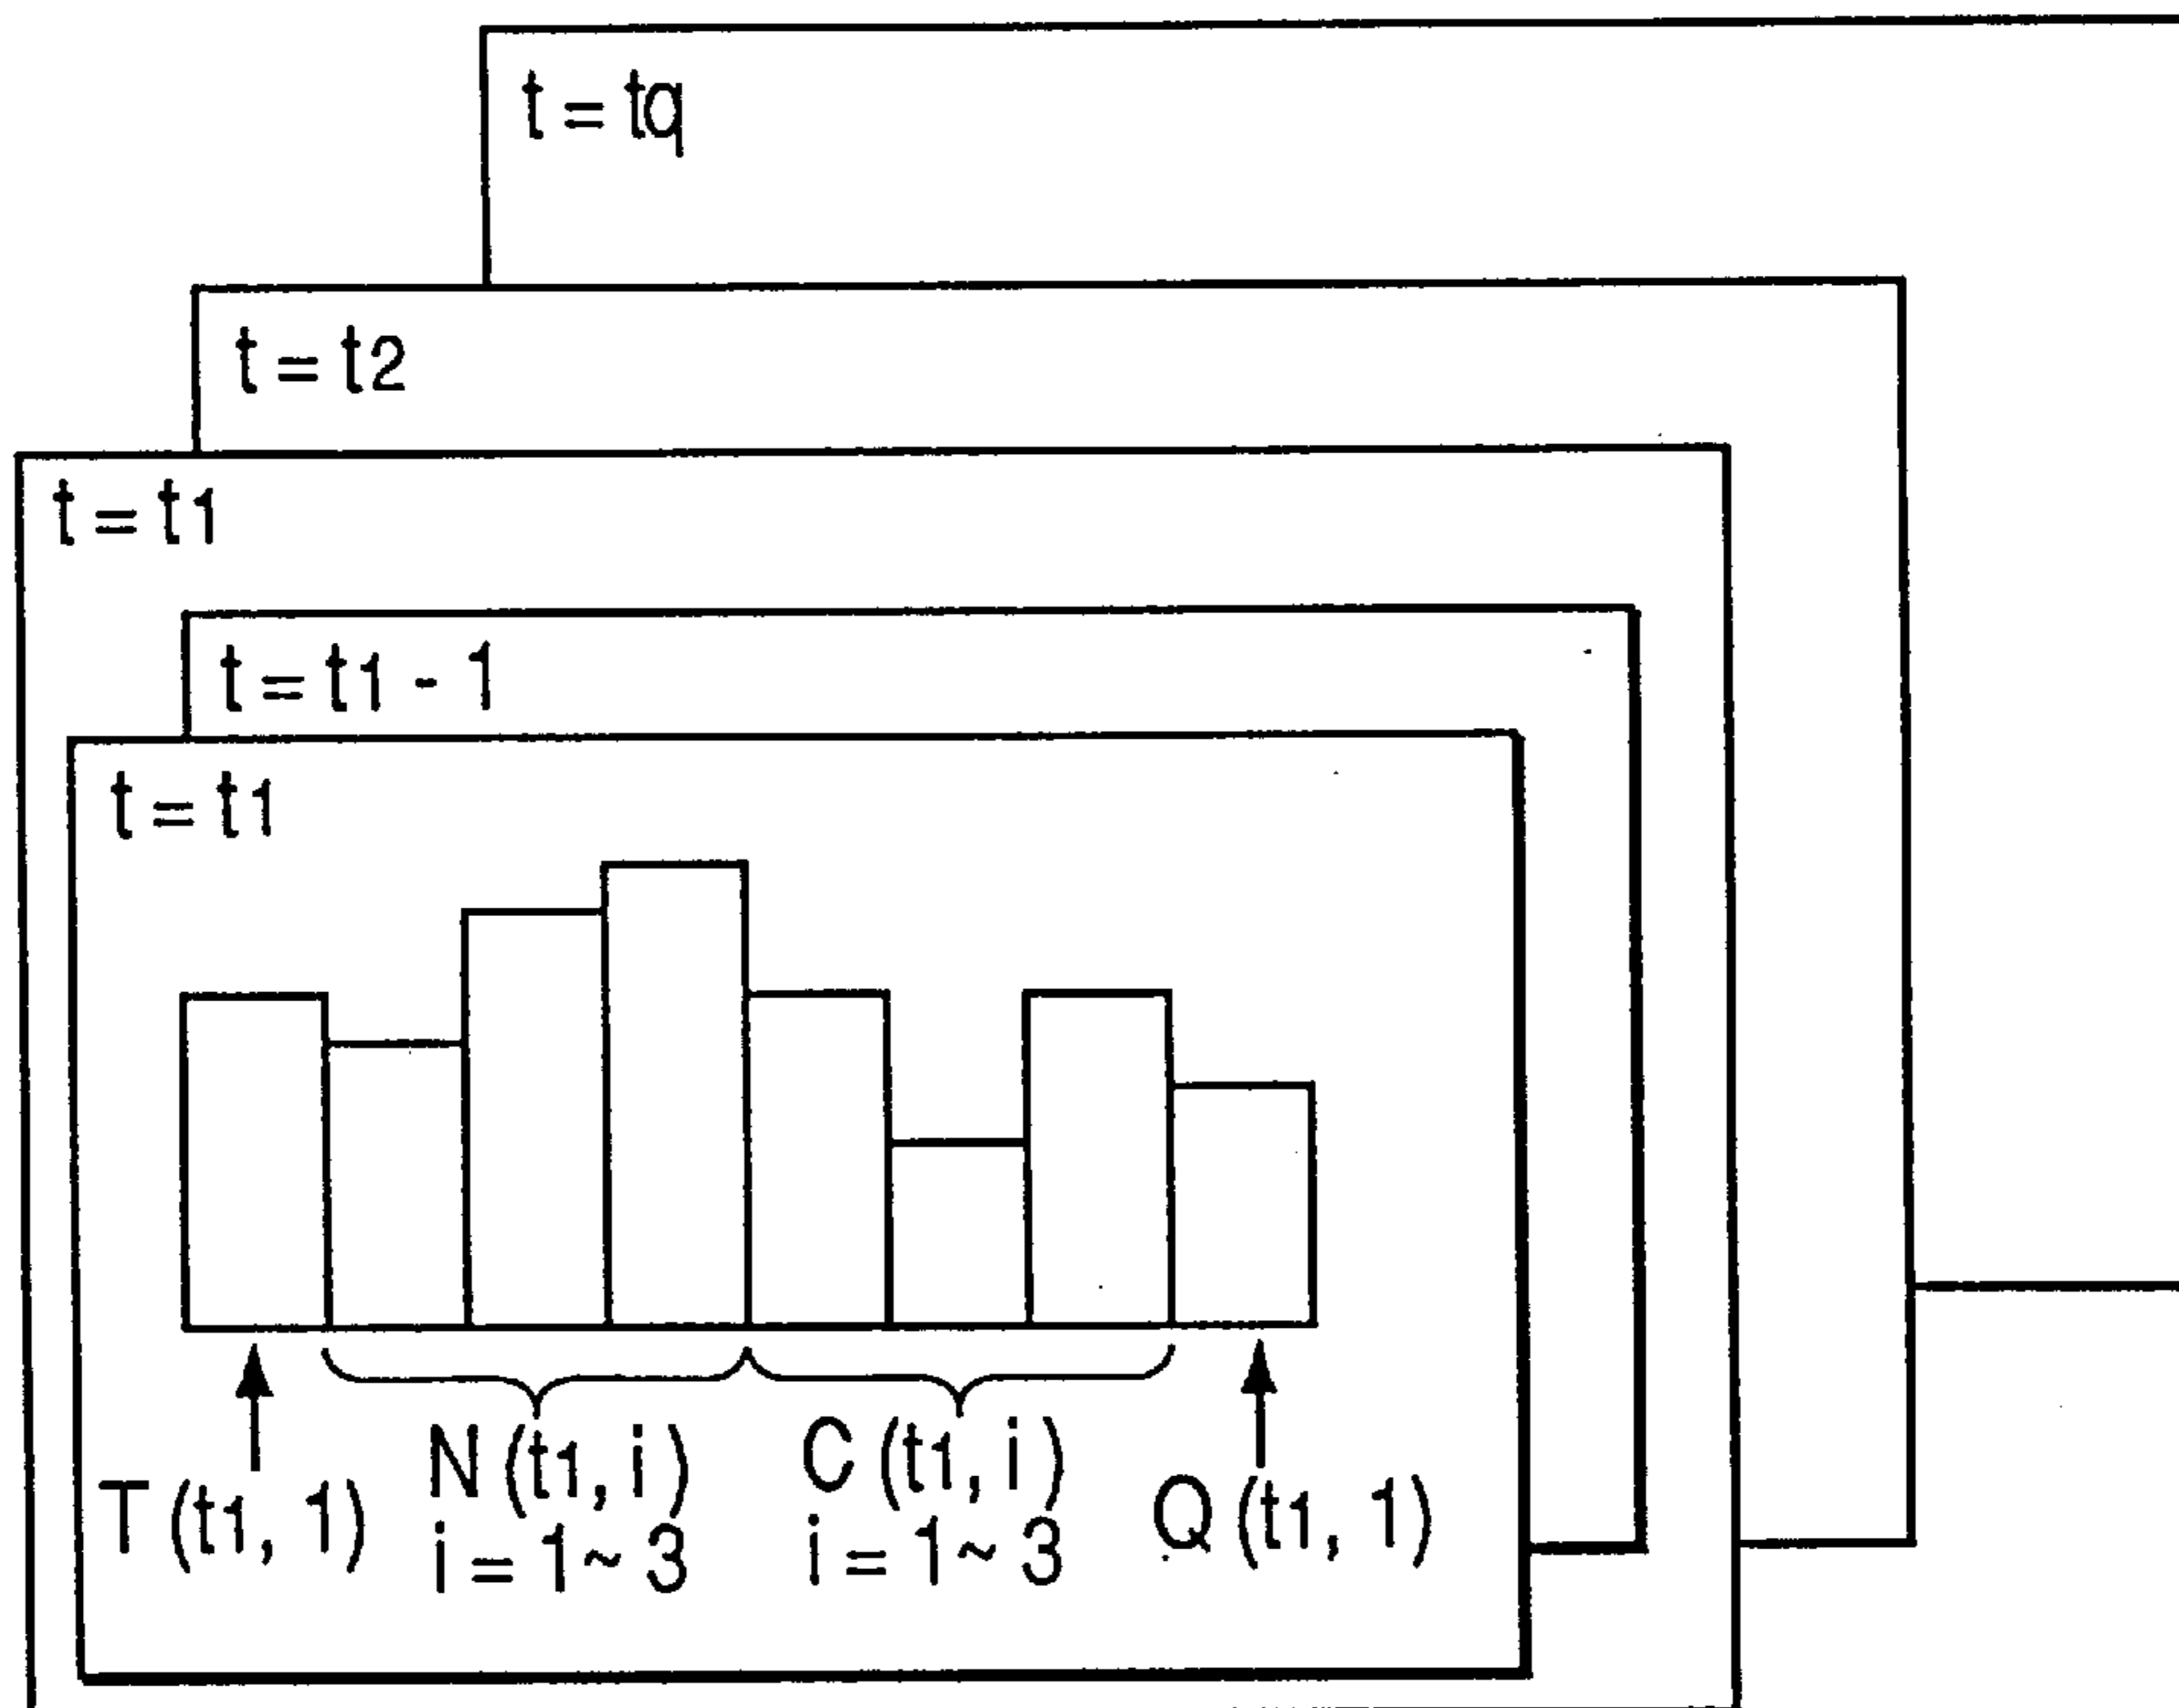 t = tq
t = t2
t = t1
t = t1 - 1
t = t1
T (t1, 1)
N (t1, i)
i = 1 ~ 3
C (t1, i)
i = 1 ~ 3
Q (t1, 1)